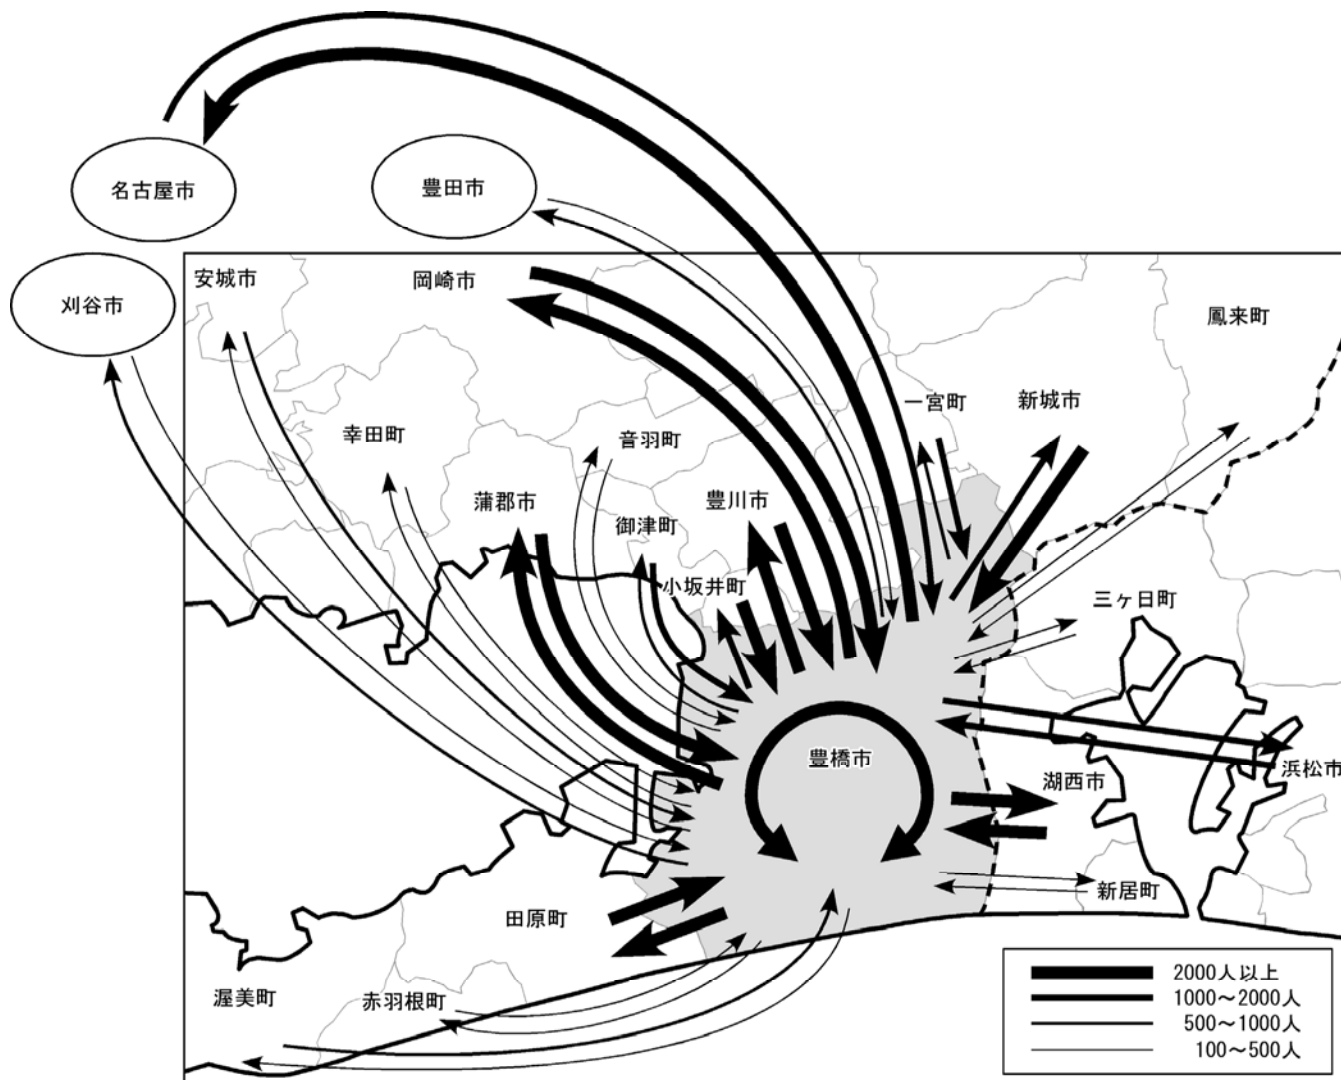 名古屋市
豊田市
安城市
岡崎市
刈谷市
鳳来町
一宮町
新城市
幸田町
音羽町
蒲郡市
豊川市
御津町
小坂井町
三ヶ日町
豊橋市
浜松市
湖西市
新居町
田原町
渥美町
赤羽根町
2000人以上
1000～2000人
500～1000人
100～500人